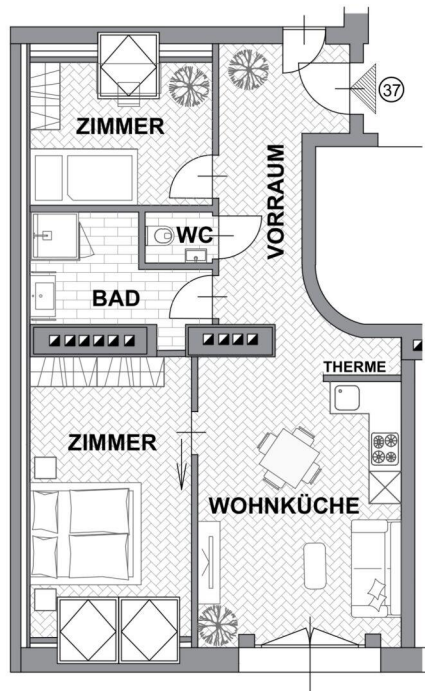 37
ZIMMER
VORRAUM
WC
BAD
THERME
ZIMMER
WOHNKÜCHE